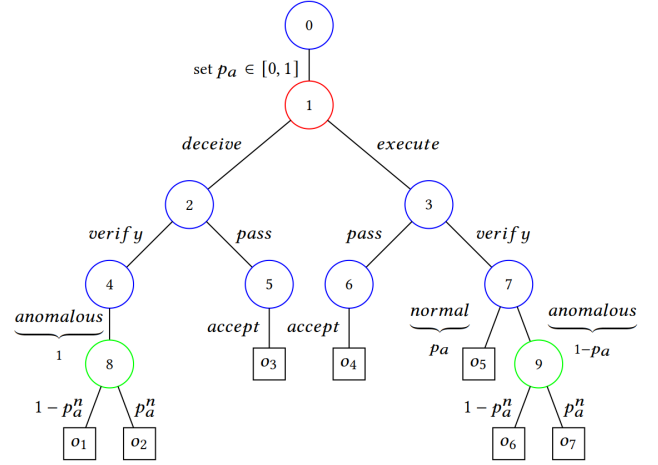 0
set p_a ∈ [0, 1]
1
deceive execute
2 3
verify pass pass verify
4 5 6 7
anomalous accept accept normal anomalous
1 p_a 1−p_a
8 o_3 o_4 o_5 9
1 − p_a^n p_a^n 1 − p_a^n p_a^n
o_1 o_2 o_6 o_7